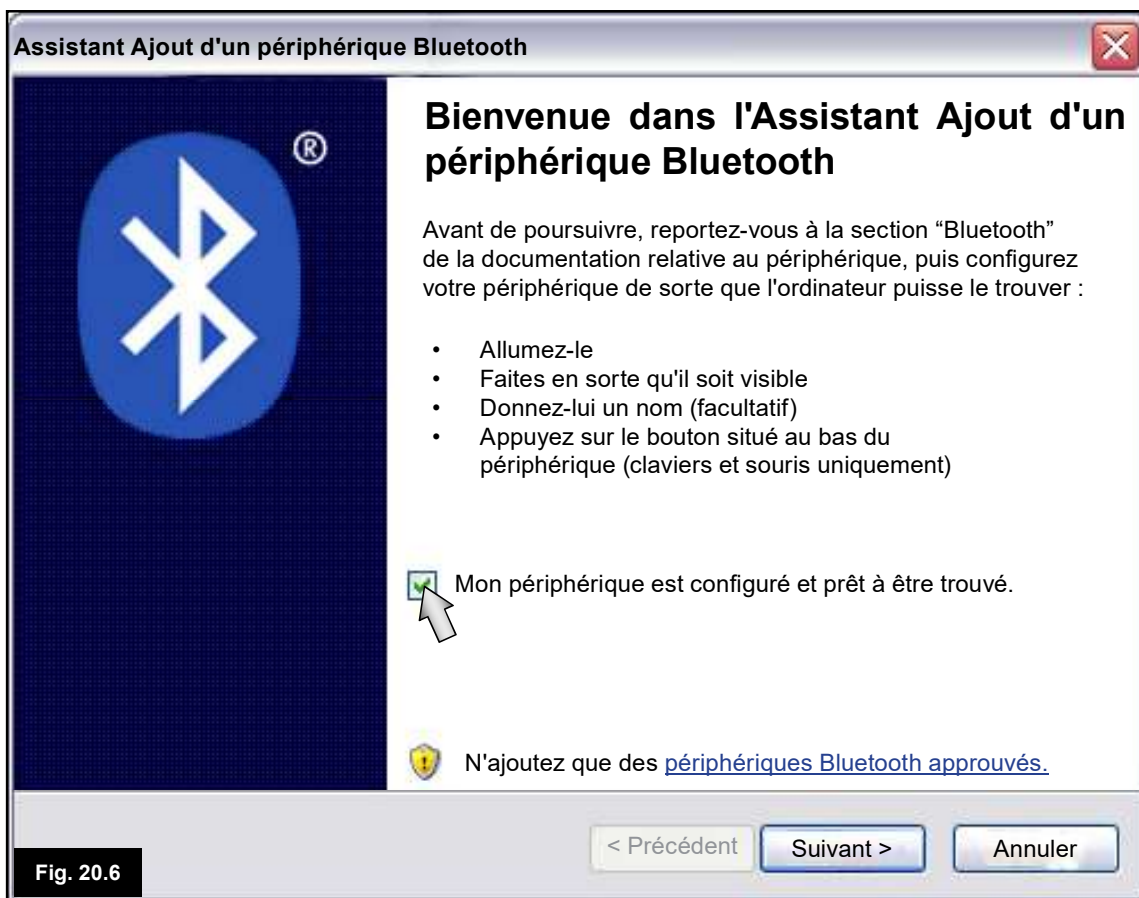 Assistant Ajout d'un périphérique Bluetooth
®
Bienvenue dans l'Assistant Ajout d'un
périphérique Bluetooth
Avant de poursuivre, reportez-vous à la section “Bluetooth”
de la documentation relative au périphérique, puis configurez
votre périphérique de sorte que l'ordinateur puisse le trouver :
• Allumez-le
• Faites en sorte qu'il soit visible
• Donnez-lui un nom (facultatif)
• Appuyez sur le bouton situé au bas du
périphérique (claviers et souris uniquement)
Mon périphérique est configuré et prêt à être trouvé.
N'ajoutez que des périphériques Bluetooth approuvés.
< Précédent Suivant > Annuler
Fig. 20.6